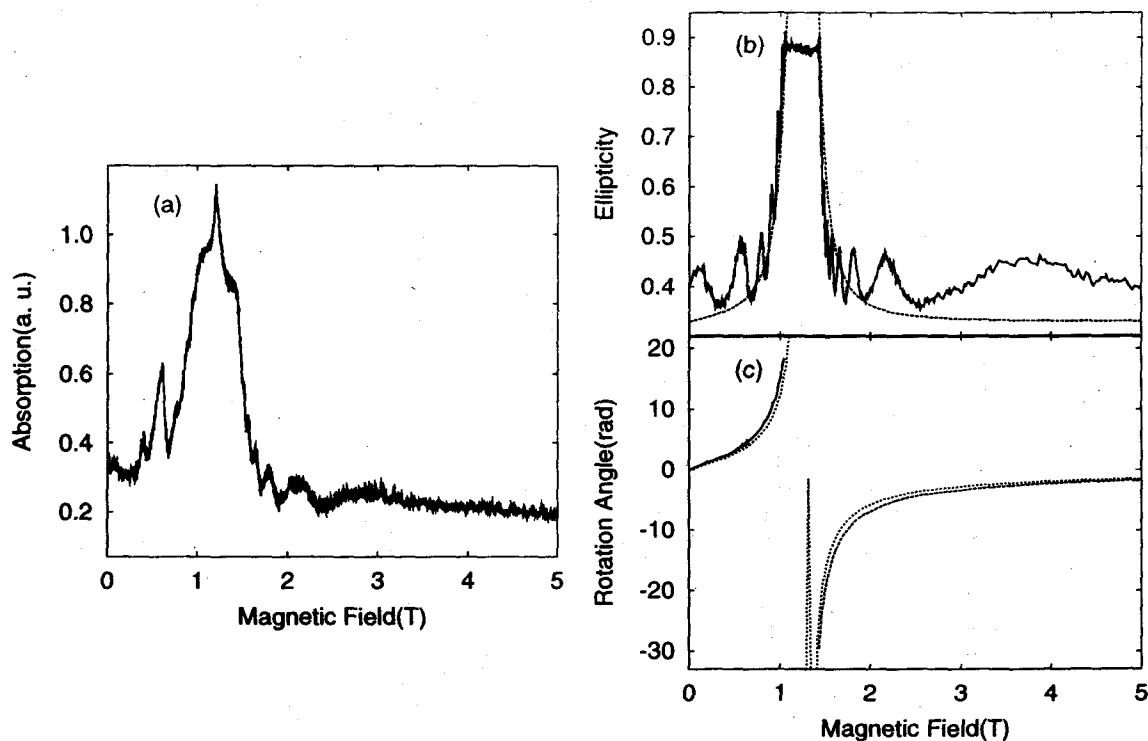 (a)
Absorption(a. u.)
1.0
0.8
0.6
0.4
0.2
0 1 2 3 4 5
Magnetic Field(T)
(b)
Ellipticity
0.9
0.8
0.7
0.9
0.5
0.4
(c)
Rotation Angle(rad)
20
10
0
-10
-20
-30
0 1 2 3 4 5
Magnetic Field(T)